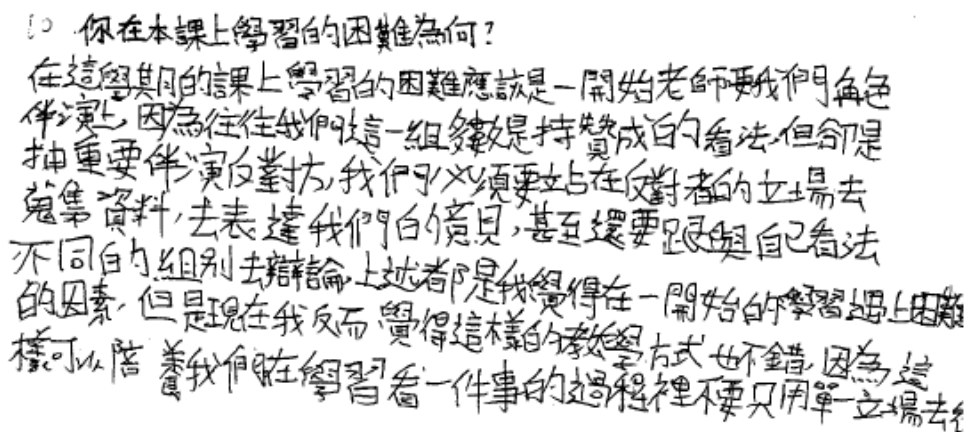 10 你在本課上學習的困難為何?
在這學期的課上學習的困難應該是一開始老師要我們角色
伴演上,因為往往我們這一組多數是持贊成的看法,但卻是
抽重要伴演反對方,我們必須要站在反對者的立場去
蒐集資料,去表達我們的意見,甚至還要跟與自己看法
不同的組別去辯論,上述者都是我覺得在一開始的學習遇上困難
的因素,但是現在我反而覺得這樣的教學方式也不錯,因為這
樣可以陪養我們在學習看一件事的過程裡不要只用單一立場去